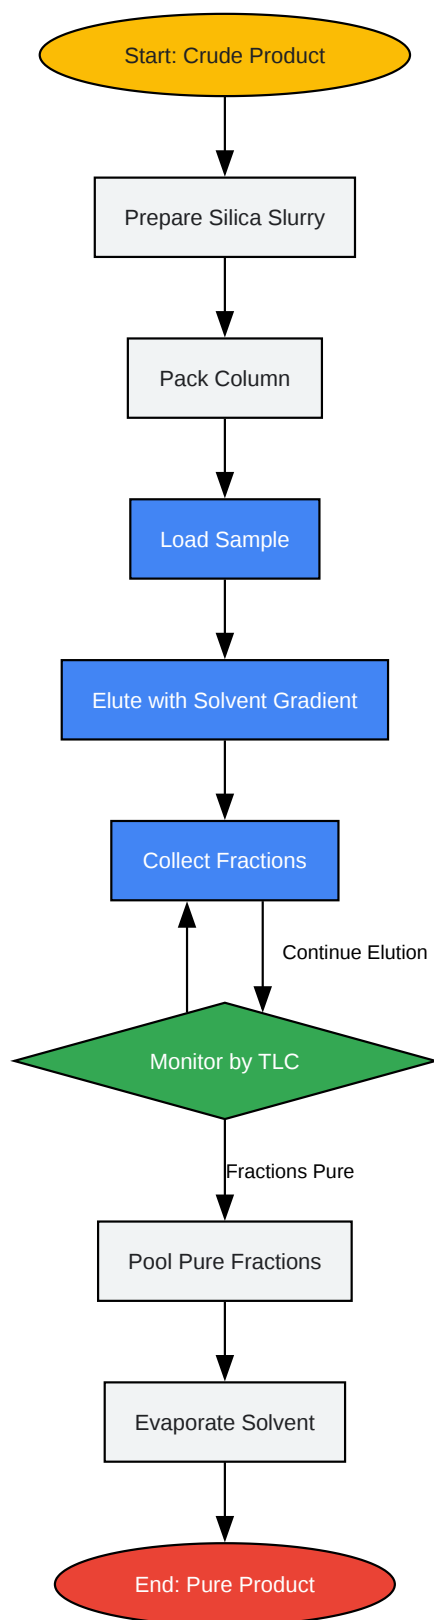 Start: Crude Product
Prepare Silica Slurry
Pack Column
Load Sample
Elute with Solvent Gradient
Collect Fractions
Continue Elution
Monitor by TLC
Fractions Pure
Pool Pure Fractions
Evaporate Solvent
End: Pure Product